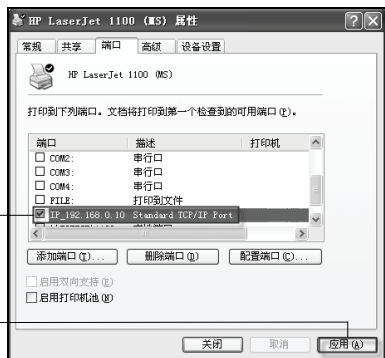 HP LaserJet 1100 (MS) 属性
常规 共享 端口 高级 设备设置
HP LaserJet 1100 (MS)
打印到下列端口。文档将打印到第一个检查到的可用端口(P)。
端口 描述 打印机
COM2: 串行口
COM3: 串行口
COM4: 串行口
FILE: 打印到文件
IP_192.168.0.10 Standard TCP/IP Port
添加端口(T)... 删除端口(D) 配置端口(C)...
启用双向支持(E)
启用打印机池(N)
关闭 取消 应用(A)